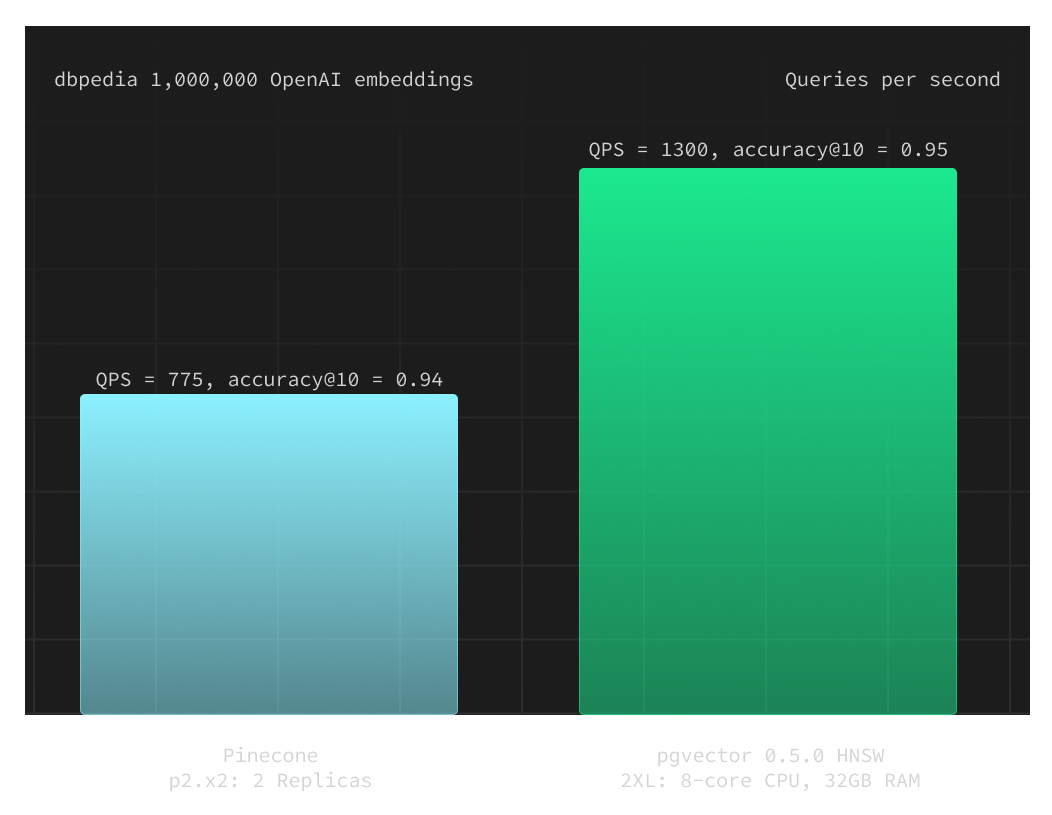 dbpedia 1,000,000 OpenAI embeddings
Queries per second
QPS = 1300, accuracy@10 = 0.95
QPS = 775, accuracy@10 = 0.94
Pinecone
p2.x2: 2 Replicas
pgvector 0.5.0 HNSW
2XL: 8-core CPU, 32GB RAM